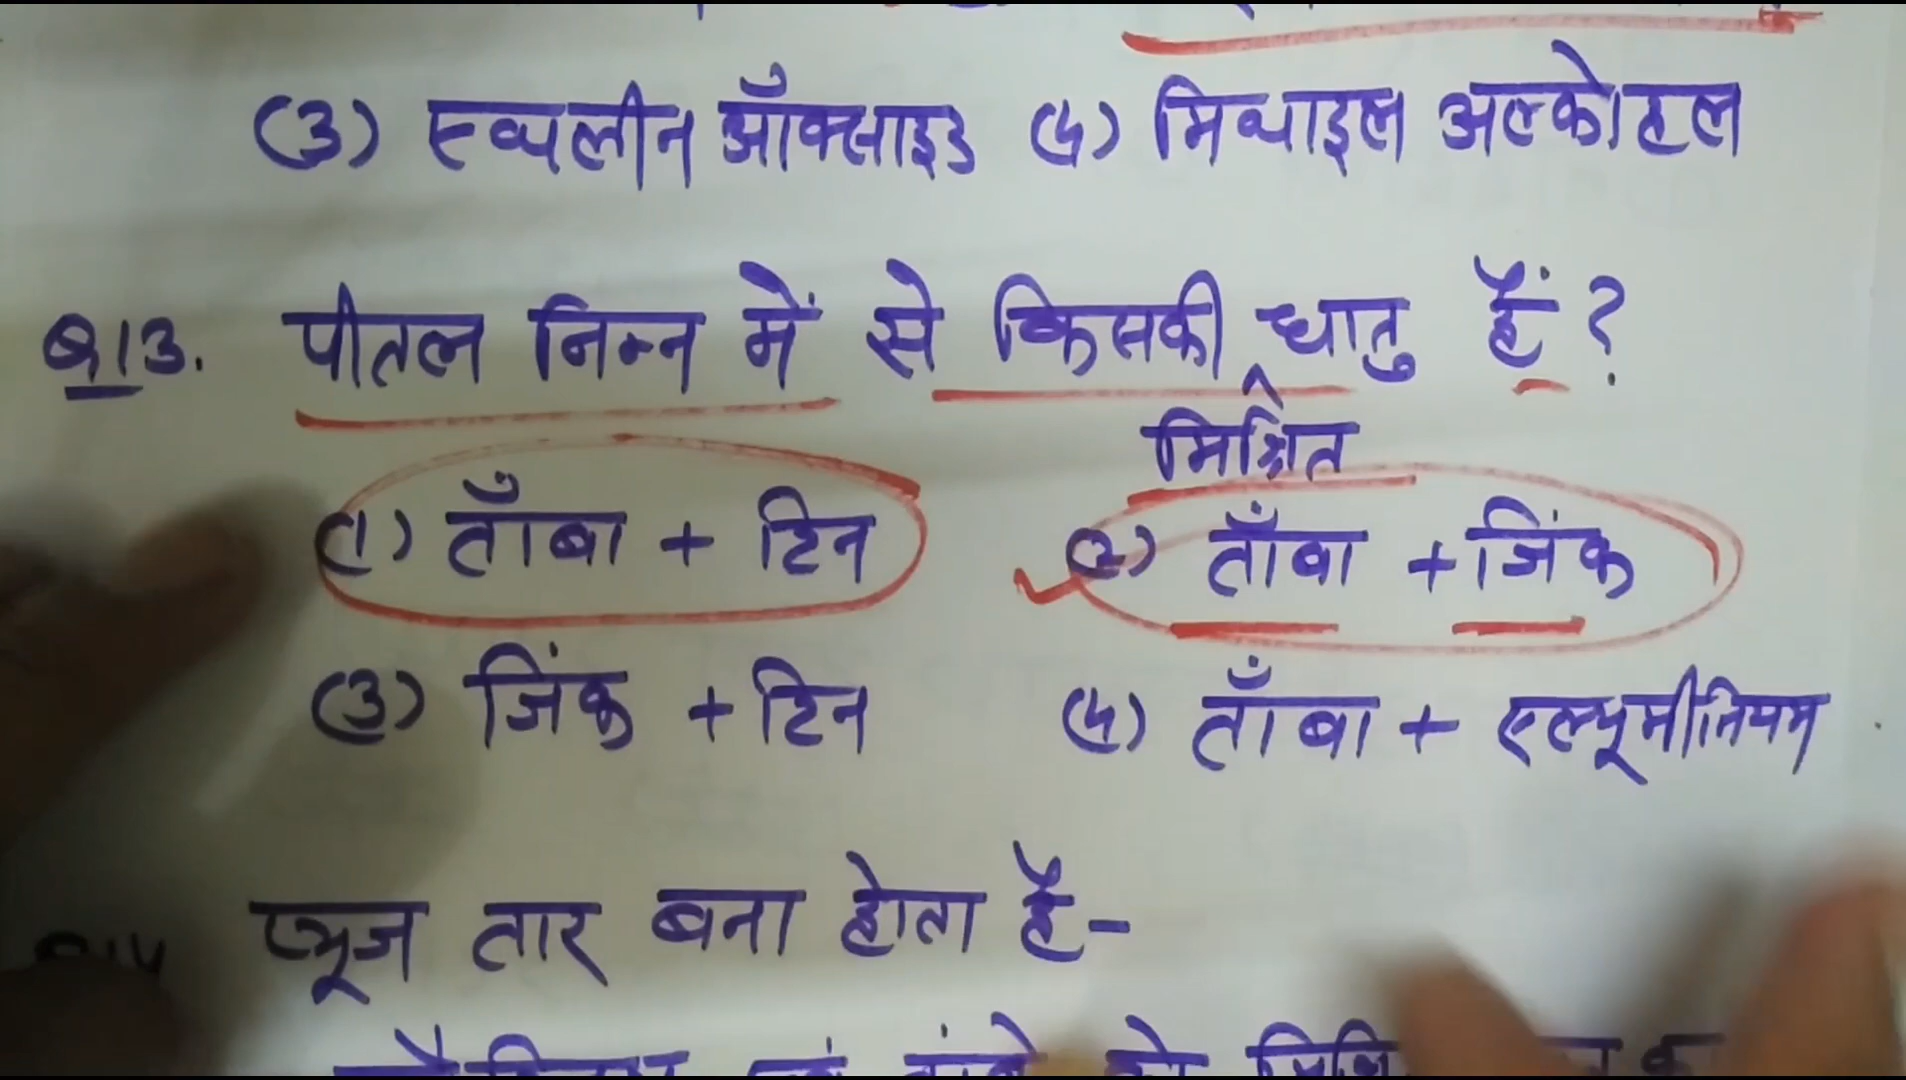 (3) एथलीन ऑक्साइड (4) मिथाइल अल्कोहल
Q13. पीतल निम्न में से किसकी धातु हैं ?
मिश्रित
(1) ताँबा + टिन (2) ताँबा + जिंक
(3) जिंक + टिन (4) ताँबा + एल्यूमीनियम
फ्यूज तार बना होता है-